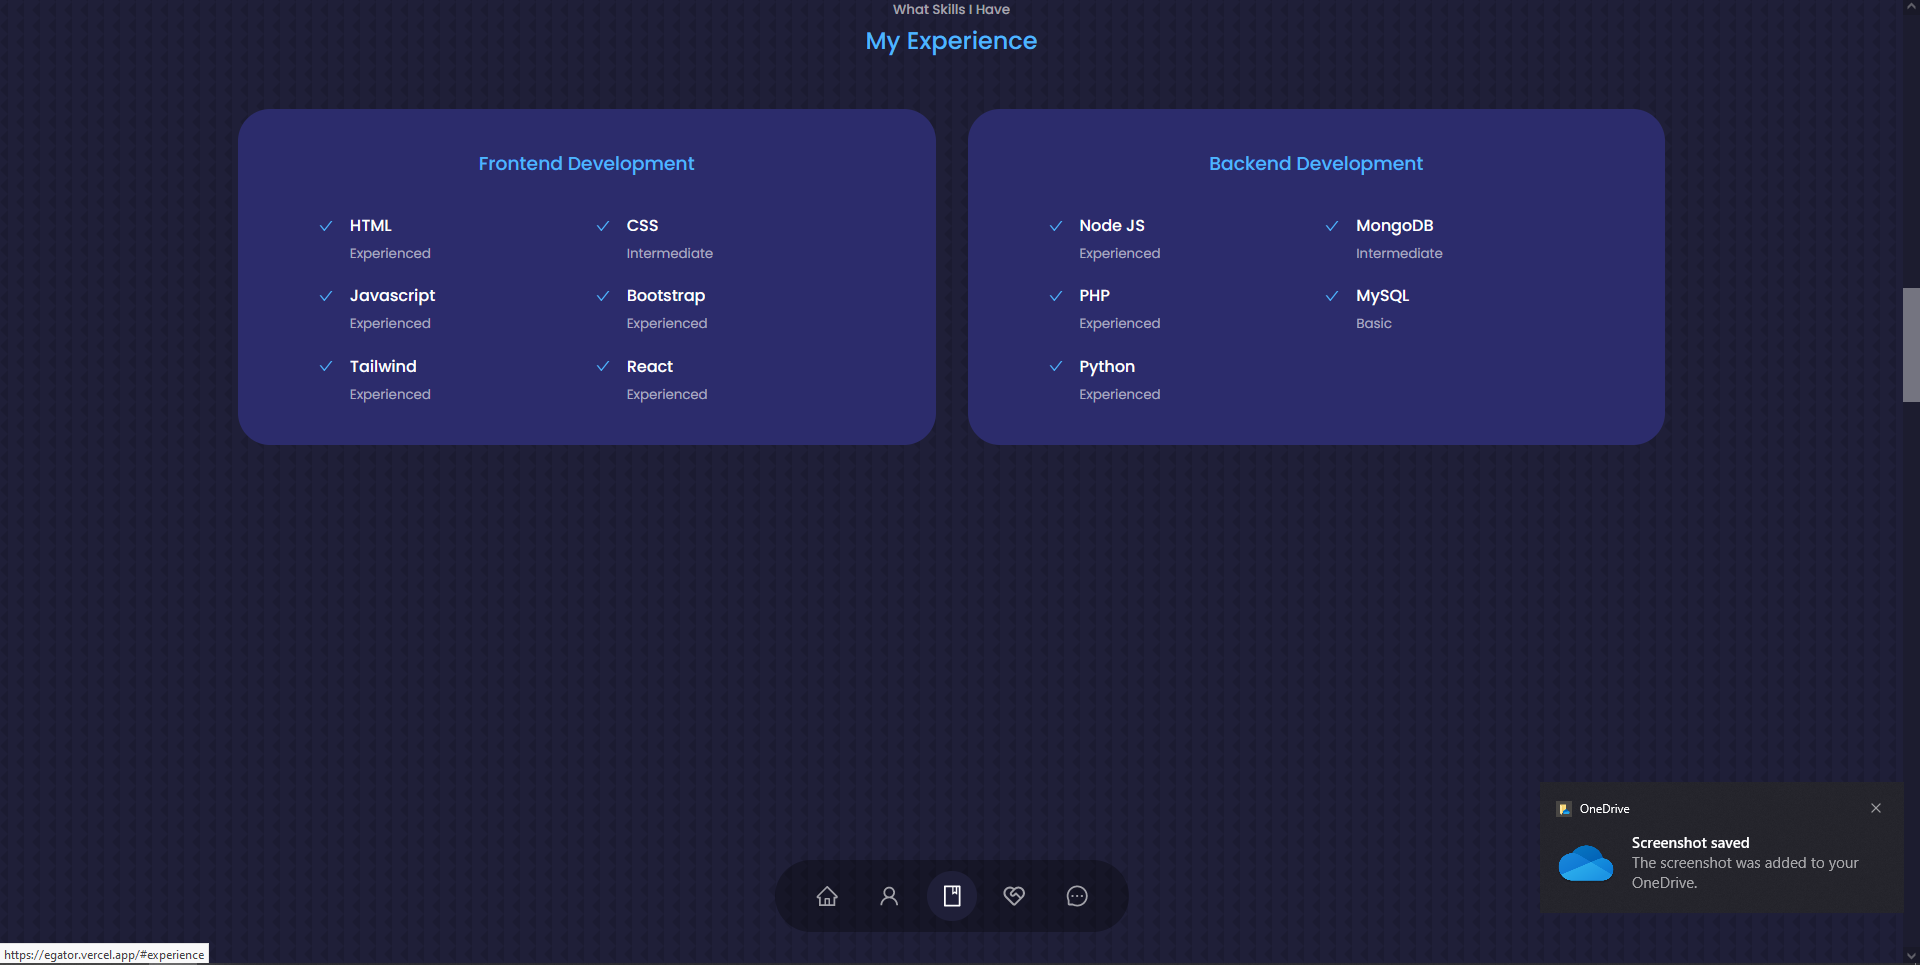 What Skills I Have
My Experience
Frontend Development
HTML
Experienced
CSS
Intermediate
Javascript
Experienced
Bootstrap
Experienced
Tailwind
Experienced
React
Experienced
Backend Development
Node JS
Experienced
MongoDB
Intermediate
PHP
Experienced
MySQL
Basic
Python
Experienced
OneDrive
Screenshot saved
The screenshot was added to your
OneDrive.
https://egator.vercel.app/#experience